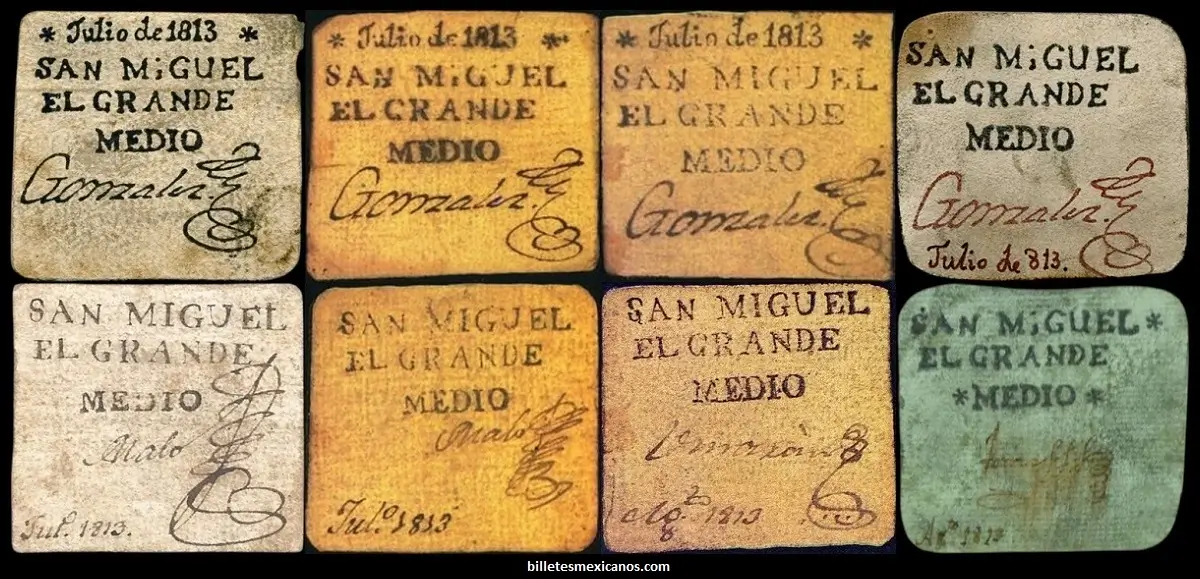 * Julio de 1813 *
SAN MiGUEL
EL GRANDE
MEDIO
Gonzalez.
* Julio de 1813 *
SAN MIGUEL
EL GRANDE
MEDIO
Gonzalez.
* Julio de 1813 *
SAN MIGUEL
EL GRANDE
MEDIO
Gonzalez.
SAN MiGUEL
EL GRANDE
MEDIO
Gonzalez.
Julio de 813.
SAN MIGUEL
EL GRANDE
MEDIO
Malo
Jul.º 1813.
SAN MIGUEL
EL GRANDE
MEDIO
Malo
Jul.º 1813
SAN MIGUEL
EL GRANDE
MEDIO
1813
SAN MiGUEL *
EL GRANDE
* MEDIO *
billetesmexicanos.com